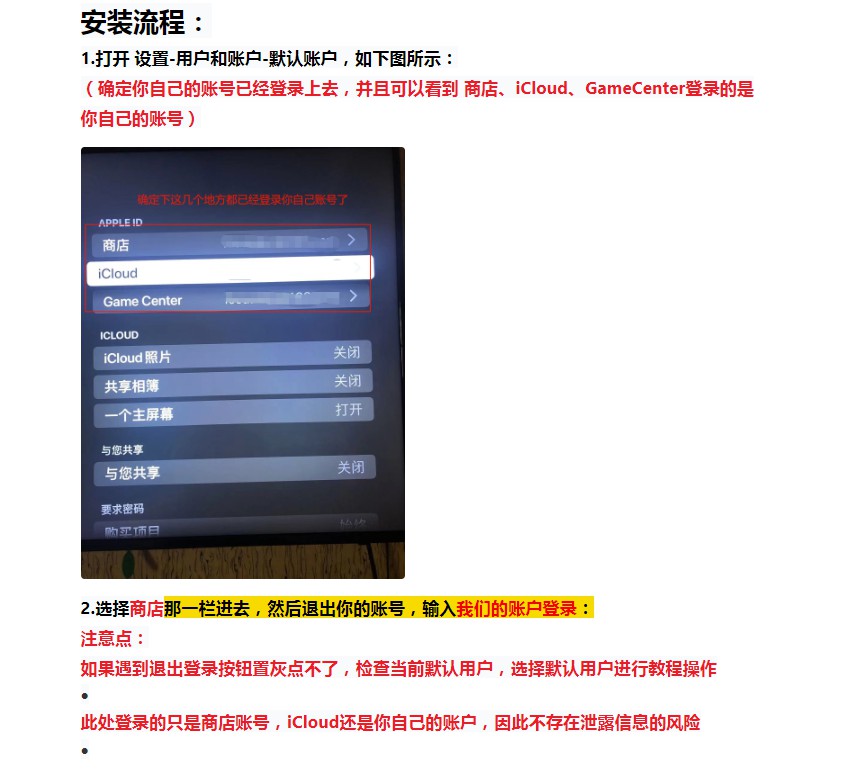 安装流程：
1.打开 设置-用户和账户-默认账户，如下图所示：
（ 确定你自己的账号已经登录上去，并且可以看到 商店、iCloud、GameCenter登录的是
你自己的账号 ）
确定下这几个地方都已经登录你自己账号了
APPLE ID
商店
iCloud
Game Center
ICLOUD
iCloud 照片 关闭
共享相簿 关闭
一个主屏幕 打开
与您共享
与您共享 关闭
要求密码
购买项目 始终
2.选择商店那一栏进去，然后退出你的账号，输入我们的账户登录：
注意点：
如果遇到退出登录按钮置灰点不了，检查当前默认用户，选择默认用户进行教程操作
此处登录的只是商店账号，iCloud还是你自己的账户，因此不存在泄露信息的风险